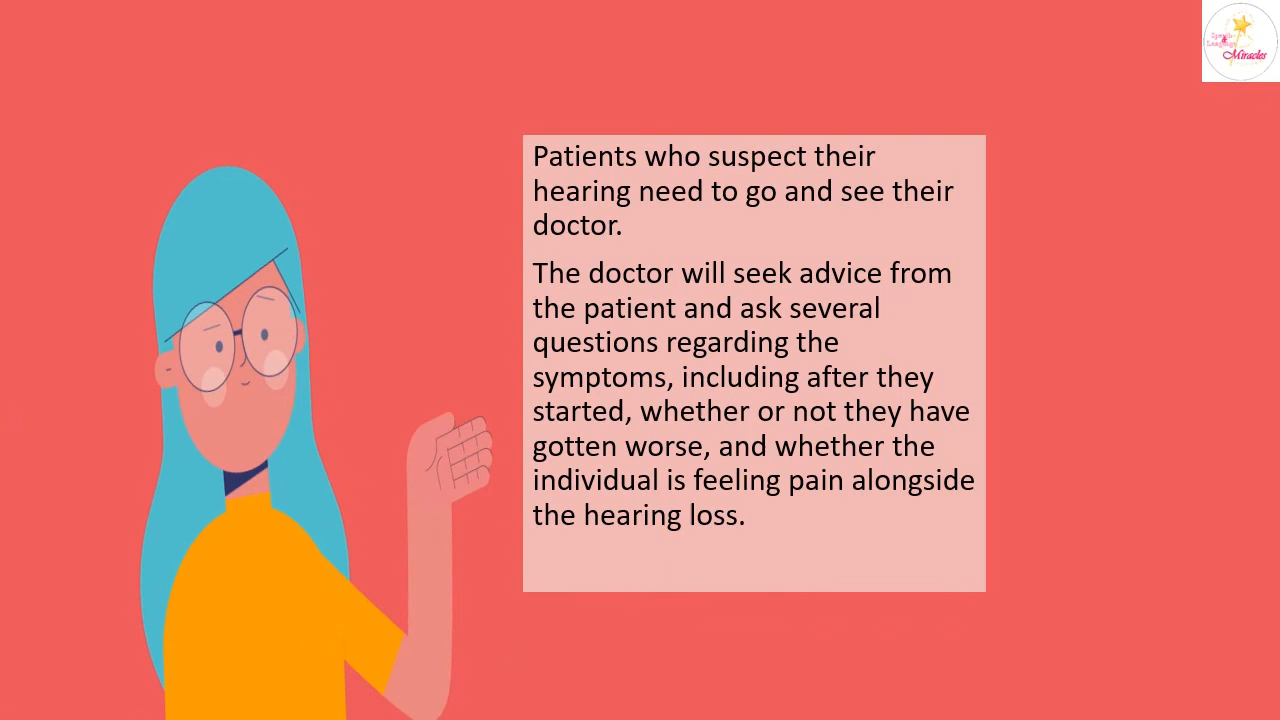 Speech
&
Language
Miracles
Patients who suspect their
hearing need to go and see their
doctor.
The doctor will seek advice from
the patient and ask several
questions regarding the
symptoms, including after they
started, whether or not they have
gotten worse, and whether the
individual is feeling pain alongside
the hearing loss.